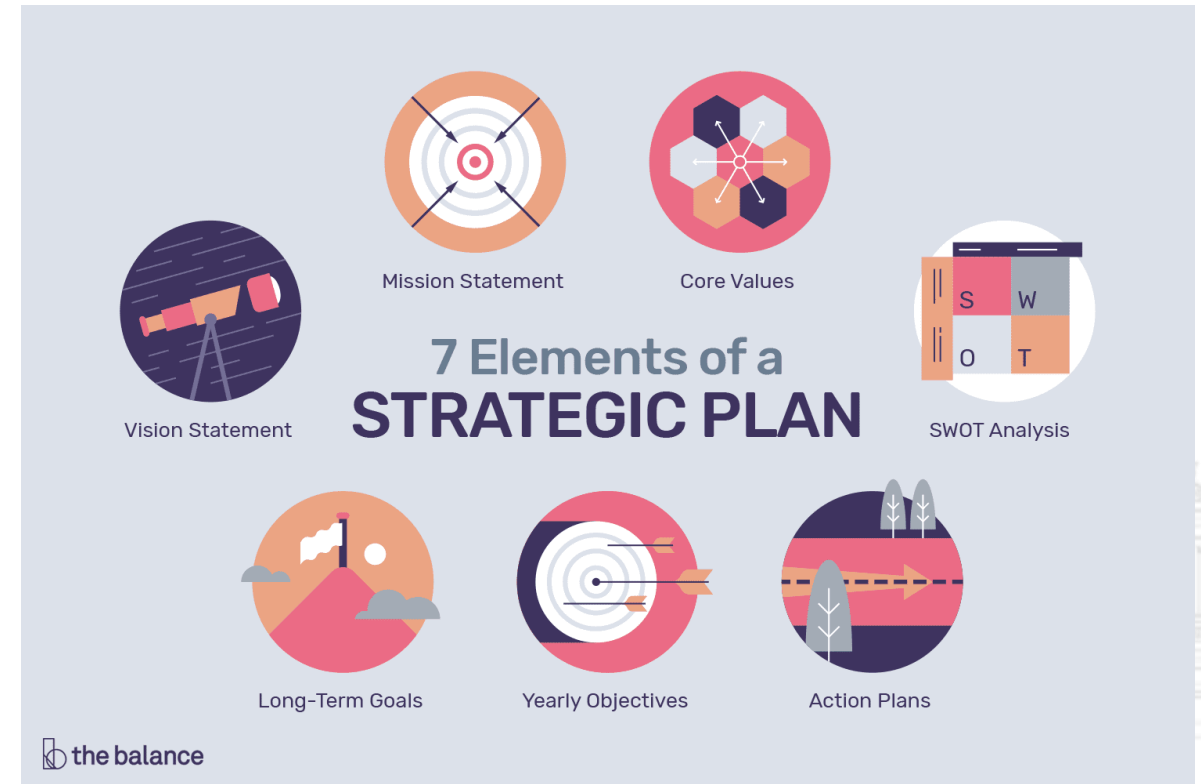 Mission Statement
Core Values
Vision Statement
7 Elements of a
STRATEGIC PLAN
S W
O T
SWOT Analysis
Long-Term Goals
Yearly Objectives
Action Plans
the balance